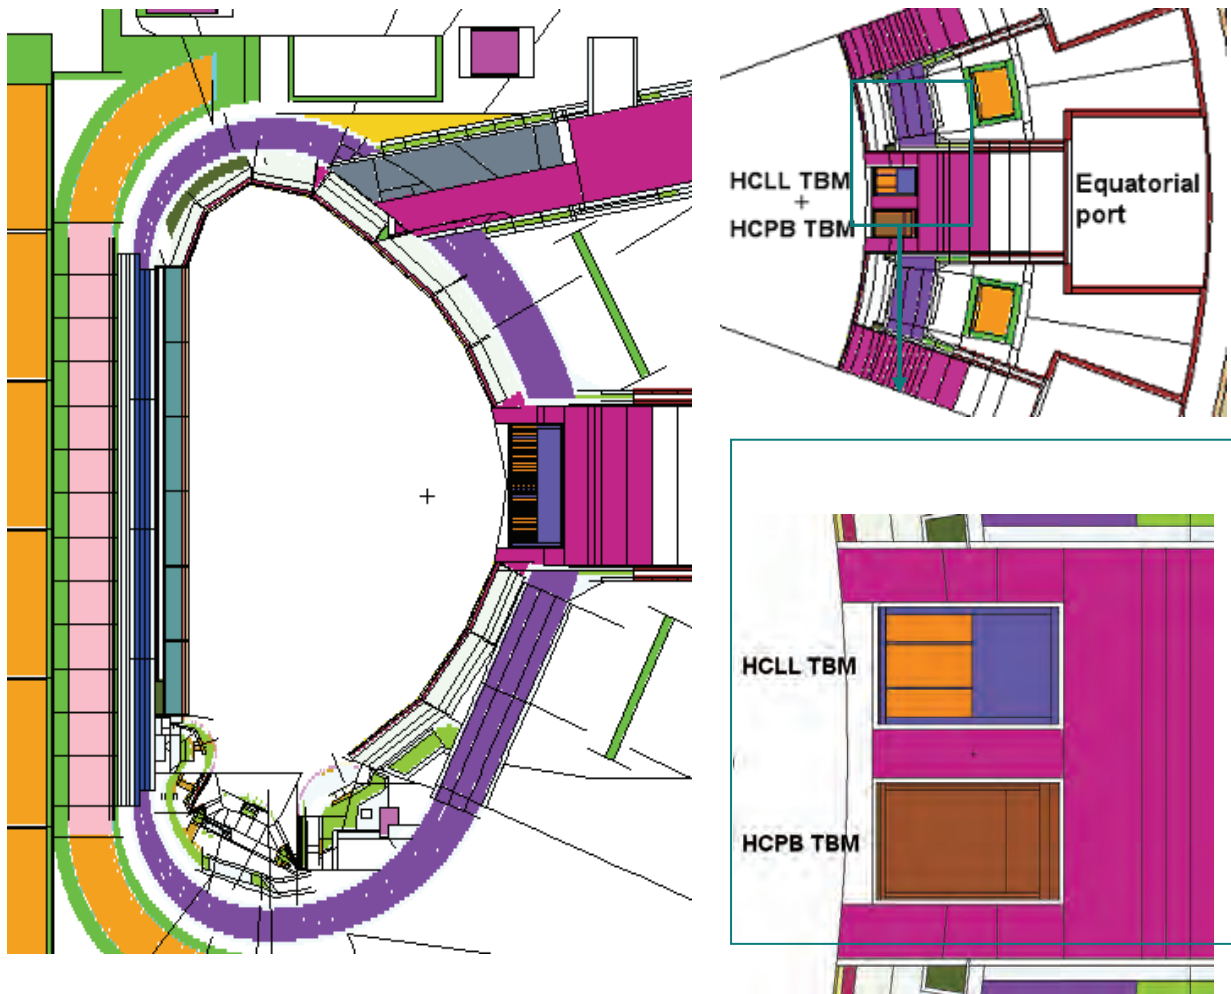 HCLL TBM
+
HCPB TBM
Equatorial
port
HCLL TBM
HCPB TBM